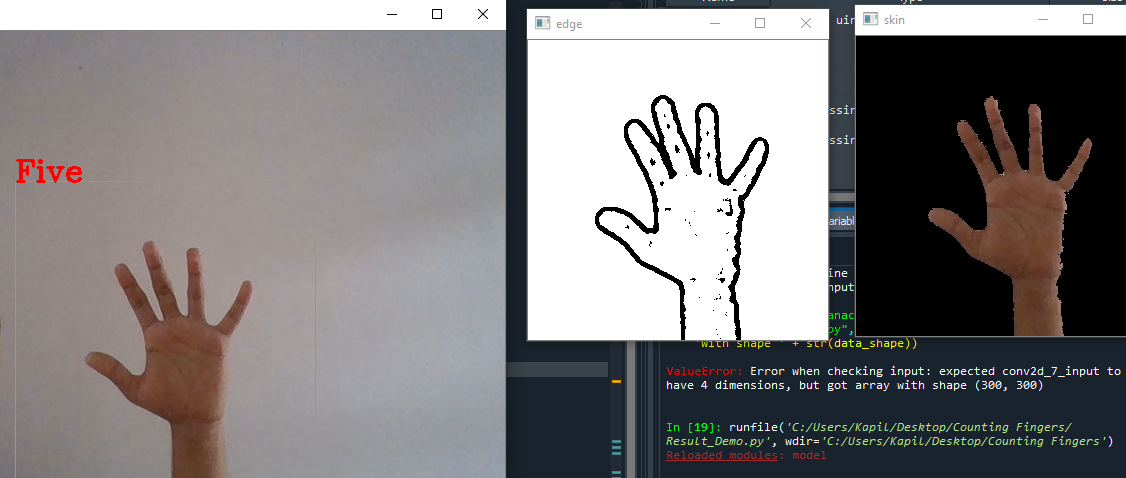 Five
edge
skin
ssin
ssin
ariabl
ine
nput
anac
py",
"with shape " + str(data_shape))
ValueError: Error when checking input: expected conv2d_7_input to
have 4 dimensions, but got array with shape (300, 300)
In [19]: runfile('C:/Users/Kapil/Desktop/Counting Fingers/
Result_Demo.py', wdir='C:/Users/Kapil/Desktop/Counting Fingers')
Reloaded modules: model